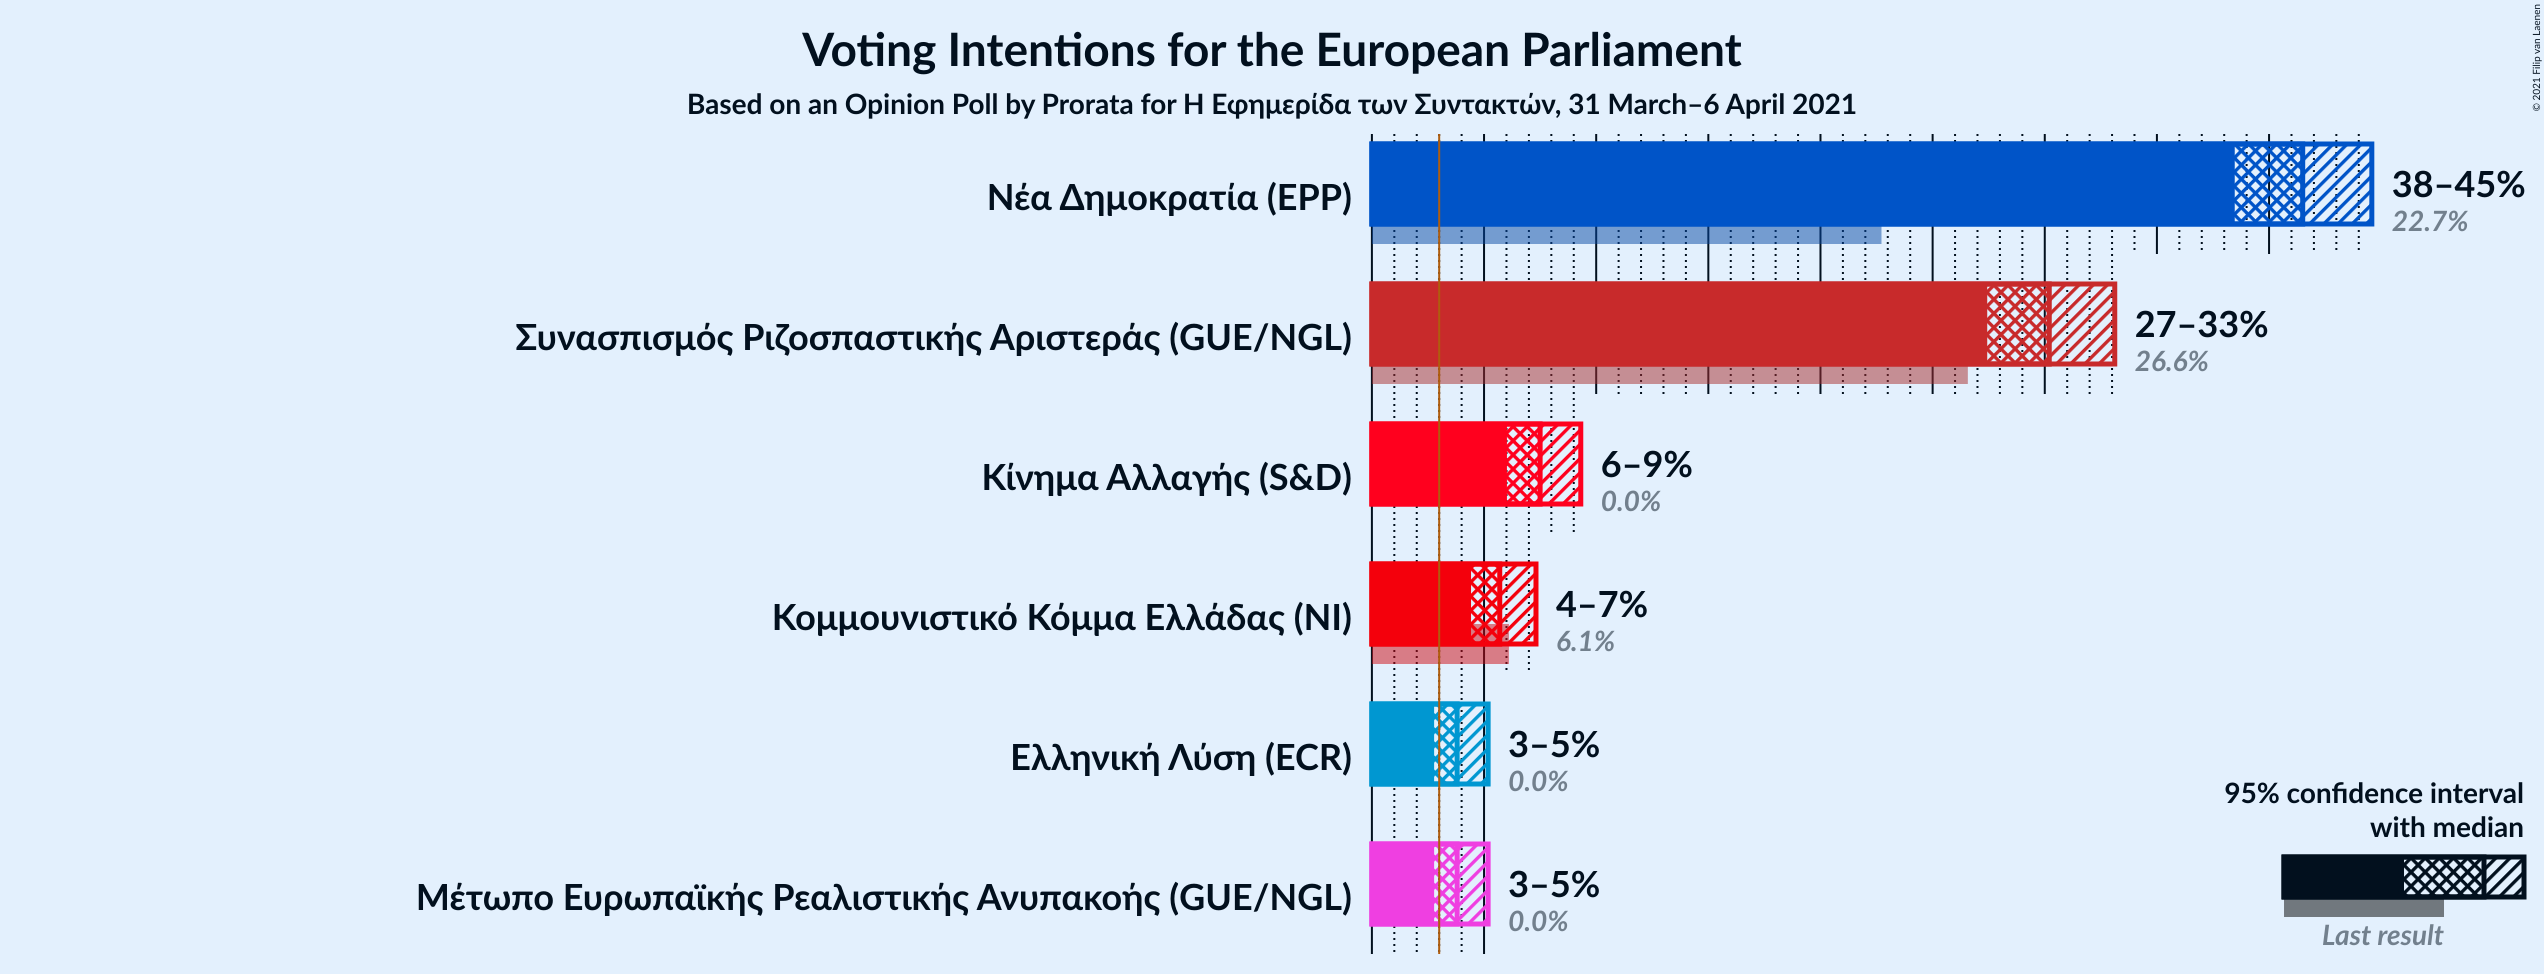 Voting Intentions for the European Parliament
Based on an Opinion Poll by Prorata for Η Εφημερίδα των Συντακτών, 31 March–6 April 2021
© 2021 Filip van Laenen
Νέα Δημοκρατία (EPP)
38–45%
22.7%
Συνασπισμός Ριζοσπαστικής Αριστεράς (GUE/NGL)
27–33%
26.6%
Κίνημα Αλλαγής (S&D)
6–9%
0.0%
Κομμουνιστικό Κόμμα Ελλάδας (NI)
4–7%
6.1%
Ελληνική Λύση (ECR)
3–5%
0.0%
Μέτωπο Ευρωπαϊκής Ρεαλιστικής Ανυπακοής (GUE/NGL)
3–5%
0.0%
95% confidence interval
with median
Last result